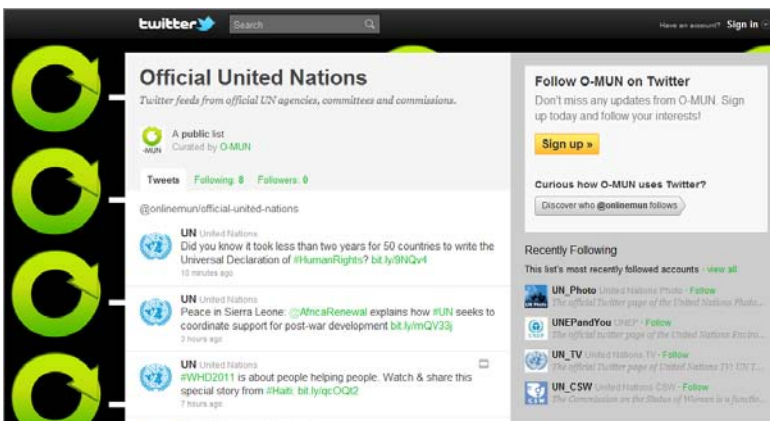 twitter
Search
Have an account? Sign in
Official United Nations
Twitter feeds from official UN agencies, committees and commissions.
-MUN
A public list
Curated by O-MUN
Tweets Following: 8 Followers: 0
@onlinemun/official-united-nations
UN United Nations
Did you know it took less than two years for 50 countries to write the
Universal Declaration of #HumanRights? bit.ly/9NQv4
10 minutes ago
UN United Nations
Peace in Sierra Leone: @AfricaRenewal explains how #UN seeks to
coordinate support for post-war development bit.ly/mQV33j
3 hours ago
UN United Nations
#WHD2011 is about people helping people. Watch & share this
special story from #Haiti: bit.ly/qcOQt2
7 hours ago
Follow O-MUN on Twitter
Don't miss any updates from O-MUN. Sign
up today and follow your interests!
Sign up »
Curious how O-MUN uses Twitter?
Discover who @onlinemun follows
Recently Following
This list's most recently followed accounts · view all
UN_Photo United Nations Photo · Follow
The official Twitter page of the United Nations Photo...
UNEPandYou UNEP · Follow
The official twitter page of the United Nations Enviro...
UN_TV United Nations TV · Follow
The official Twitter page of United Nations TV! UN T...
UN_CSW United Nations CSW · Follow
The Commission on the Status of Women is a functio...